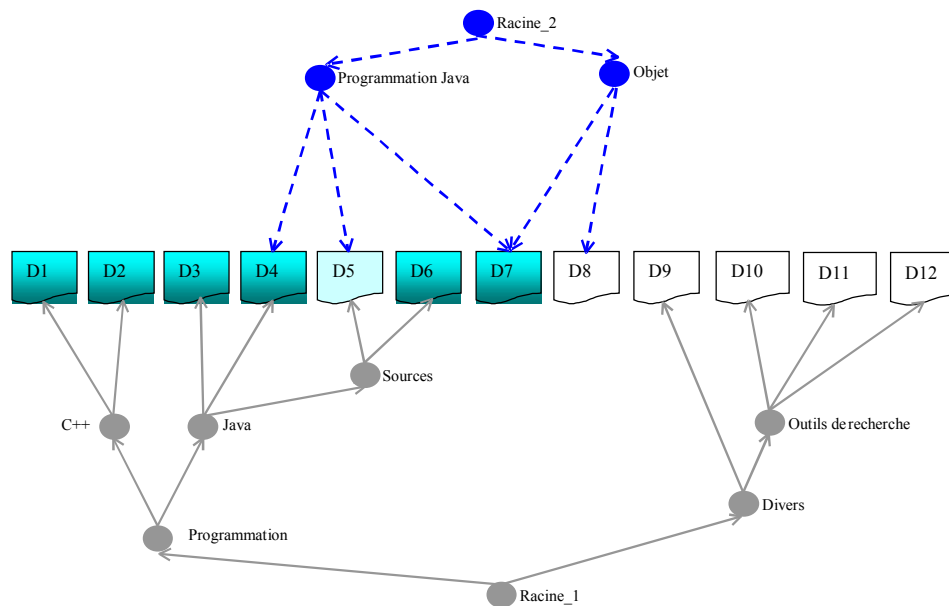 Racine_2
Programmation Java
Objet
D1
D2
D3
D4
D5
D6
D7
D8
D9
D10
D11
D12
Sources
C++
Java
Outils de recherche
Divers
Programmation
Racine_1